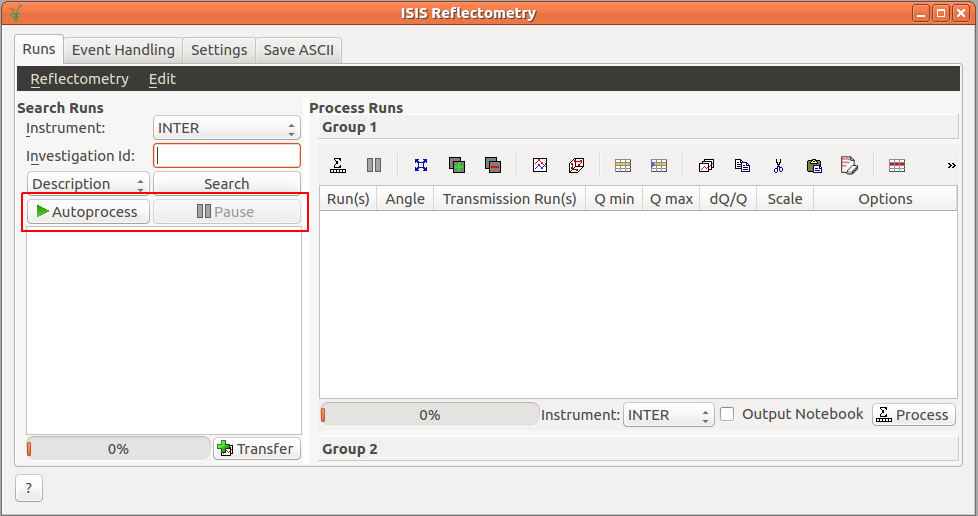 ISIS Reflectometry
Runs Event Handling Settings Save ASCII
Reflectometry Edit
Search Runs
Instrument: INTER
Investigation Id:
Description Search
Autoprocess Pause
0% Transfer
Process Runs
Group 1
»
Run(s) Angle Transmission Run(s) Q min Q max dQ/Q Scale Options
0% Instrument: INTER Output Notebook Process
Group 2
?